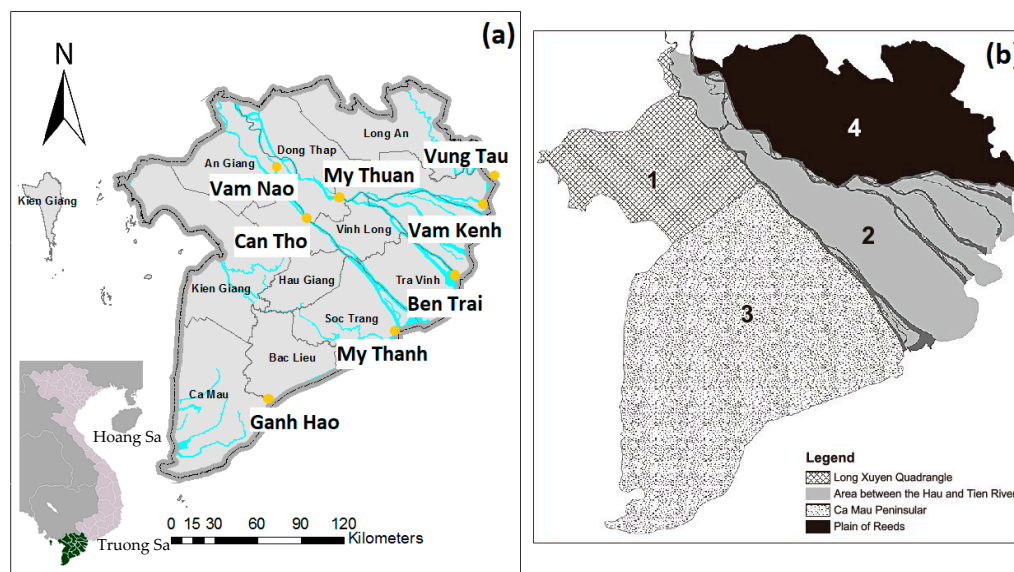 (a)
N
Long An
Dong Thap
An Giang
Vung Tau
My Thuan
Vam Nao
Kien Giang
Vam Kenh
Can Tho
Vinh Long
Kien Giang
Hau Giang
Tra Vinh
Ben Trai
Soc Trang
My Thanh
Bac Lieu
Ca Mau
Ganh Hao
Hoang Sa
Truong Sa
0 15 30 60 90 120
Kilometers
(b)
4
1
2
3
Legend
Long Xuyen Quadrangle
Area between the Hau and Tien River
Ca Mau Peninsular
Plain of Reeds